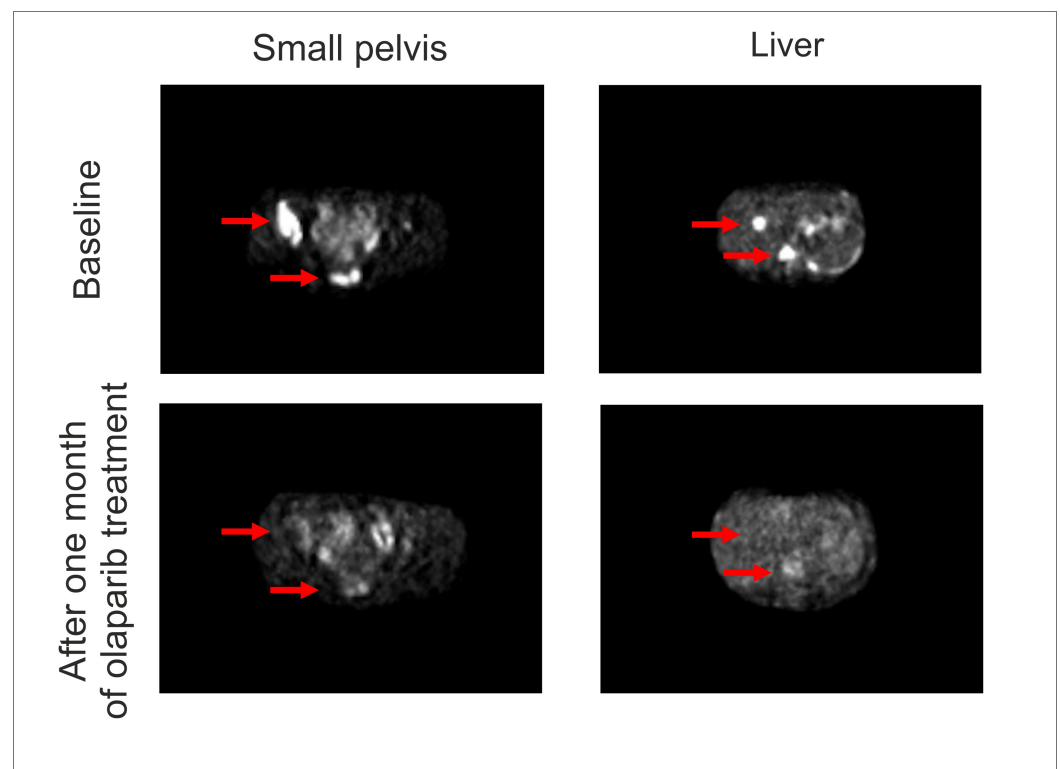 Small pelvis
Liver
Baseline
After one month
of olaparib treatment